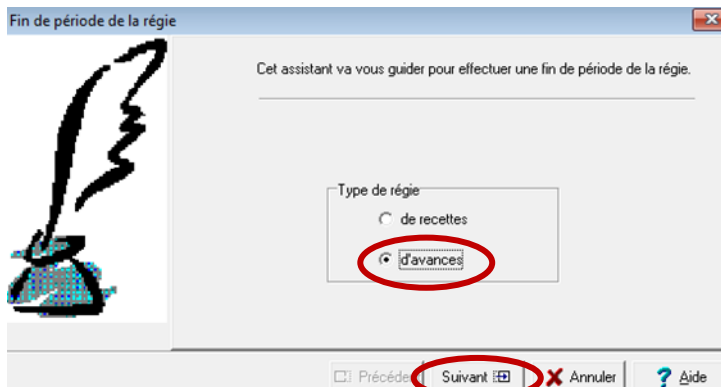 Fin de période de la régie
Cet assistant va vous guider pour effectuer une fin de période de la régie.
Type de régie
de recettes
d'avances
Précéde
Suivant
Annuler
? Aide